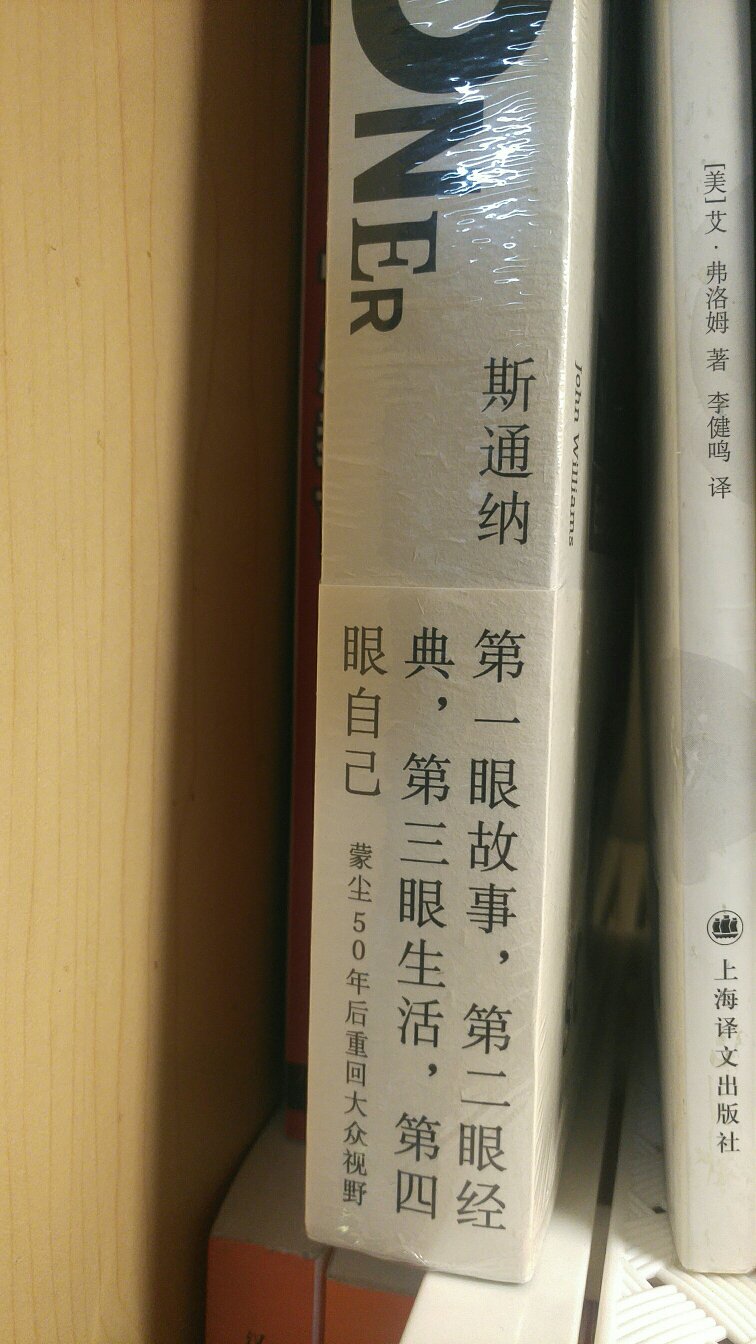 ONER
斯通纳
John Williams
第一眼故事，第二眼经
典，第三眼生活，第四
眼自己
蒙尘50年后重回大众视野
[美]艾·弗洛姆 著 李健鸣 译
上海译文出版社